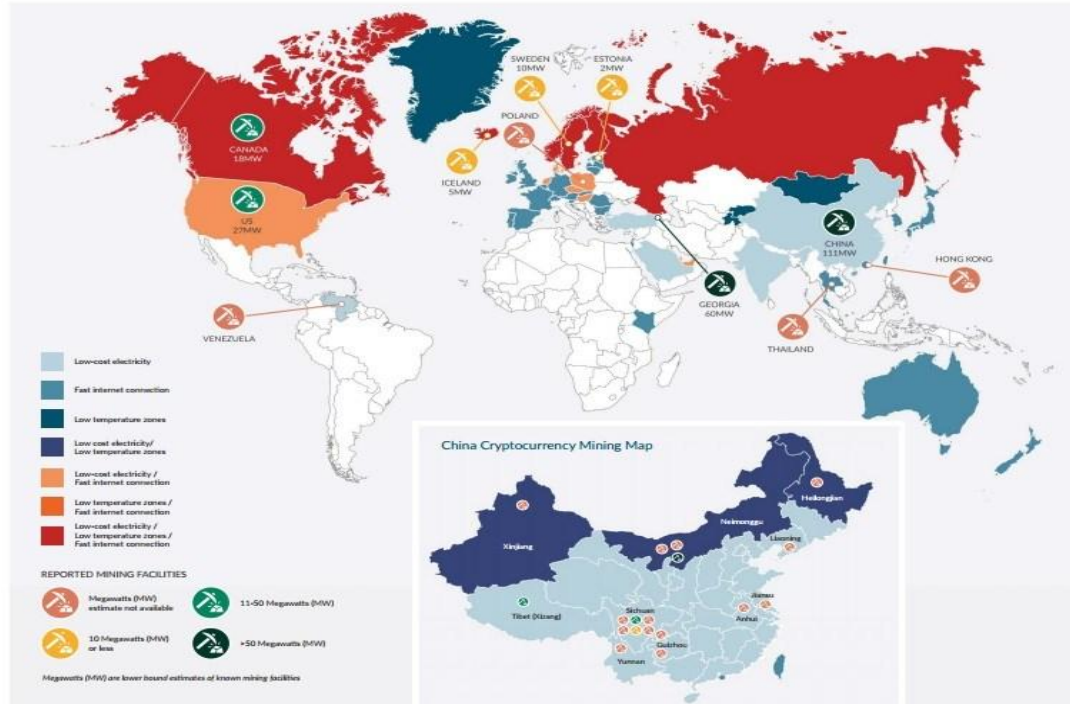 SWEDEN
10MW
ESTONIA
2MW
POLAND
CANADA
18MW
ICELAND
5MW
US
27MW
CHINA
111MW
HONG KONG
GEORGIA
60MW
VENEZUELA
THAILAND
Low-cost electricity
Fast internet connection
Low temperature zones
Low cost electricity/
Low temperature zones
Low-cost electricity /
Fast internet connection
Low temperature zones /
Fast internet connection
Low-cost electricity /
Low temperature zones /
Fast internet connection
REPORTED MINING FACILITIES
Megawatts (MW)
estimate not available
11-50 Megawatts (MW)
10 Megawatts (MW)
or less
>50 Megawatts (MW)
Megawatts (MW) are lower bound estimates of known mining facilities
China Cryptocurrency Mining Map
Heilongjian
Neimonggu
Xinjiang
Liaoning
Tibet (Xizang)
Sichuan
Jiansu
Anhui
Guizhou
Yunnan